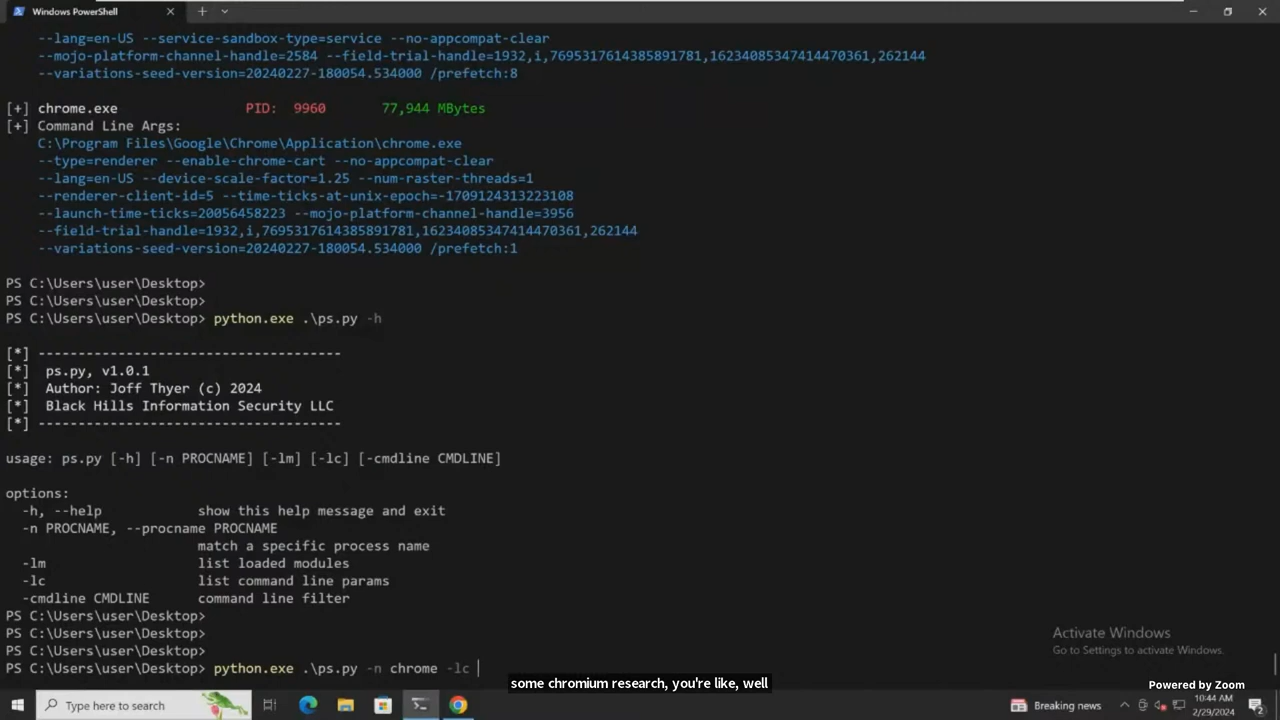 Windows PowerShell
--lang=en-US --service-sandbox-type=service --no-appcompat-clear
--mojo-platform-channel-handle=2584 --field-trial-handle=1932,i,7695317614385891781,16234085347414470361,262144
--variations-seed-version=20240227-180054.534000 /prefetch:8
[+] chrome.exe PID: 9960 77,944 MBytes
[+] Command Line Args:
C:\Program Files\Google\Chrome\Application\chrome.exe
--type=renderer --enable-chrome-cart --no-appcompat-clear
--lang=en-US --device-scale-factor=1.25 --num-raster-threads=1
--renderer-client-id=5 --time-ticks-at-unix-epoch=-1709124313223108
--launch-time-ticks=20056458223 --mojo-platform-channel-handle=3956
--field-trial-handle=1932,i,7695317614385891781,16234085347414470361,262144
--variations-seed-version=20240227-180054.534000 /prefetch:1
PS C:\Users\user\Desktop>
PS C:\Users\user\Desktop>
PS C:\Users\user\Desktop> python.exe .\ps.py -h
[*] --------------------------------------
[*] ps.py, v1.0.1
[*] Author: Joff Thyer (c) 2024
[*] Black Hills Information Security LLC
[*] --------------------------------------
usage: ps.py [-h] [-n PROCNAME] [-lm] [-lc] [-cmdline CMDLINE]
options:
-h, --help show this help message and exit
-n PROCNAME, --procname PROCNAME
match a specific process name
-lm list loaded modules
-lc list command line params
-cmdline CMDLINE command line filter
PS C:\Users\user\Desktop>
PS C:\Users\user\Desktop>
PS C:\Users\user\Desktop>
PS C:\Users\user\Desktop> python.exe .\ps.py -n chrome -lc
Activate Windows
Go to Settings to activate Windows.
some chromium research, you're like, well
Powered by Zoom
Type here to search
Breaking news
10:44 AM
2/29/2024
2